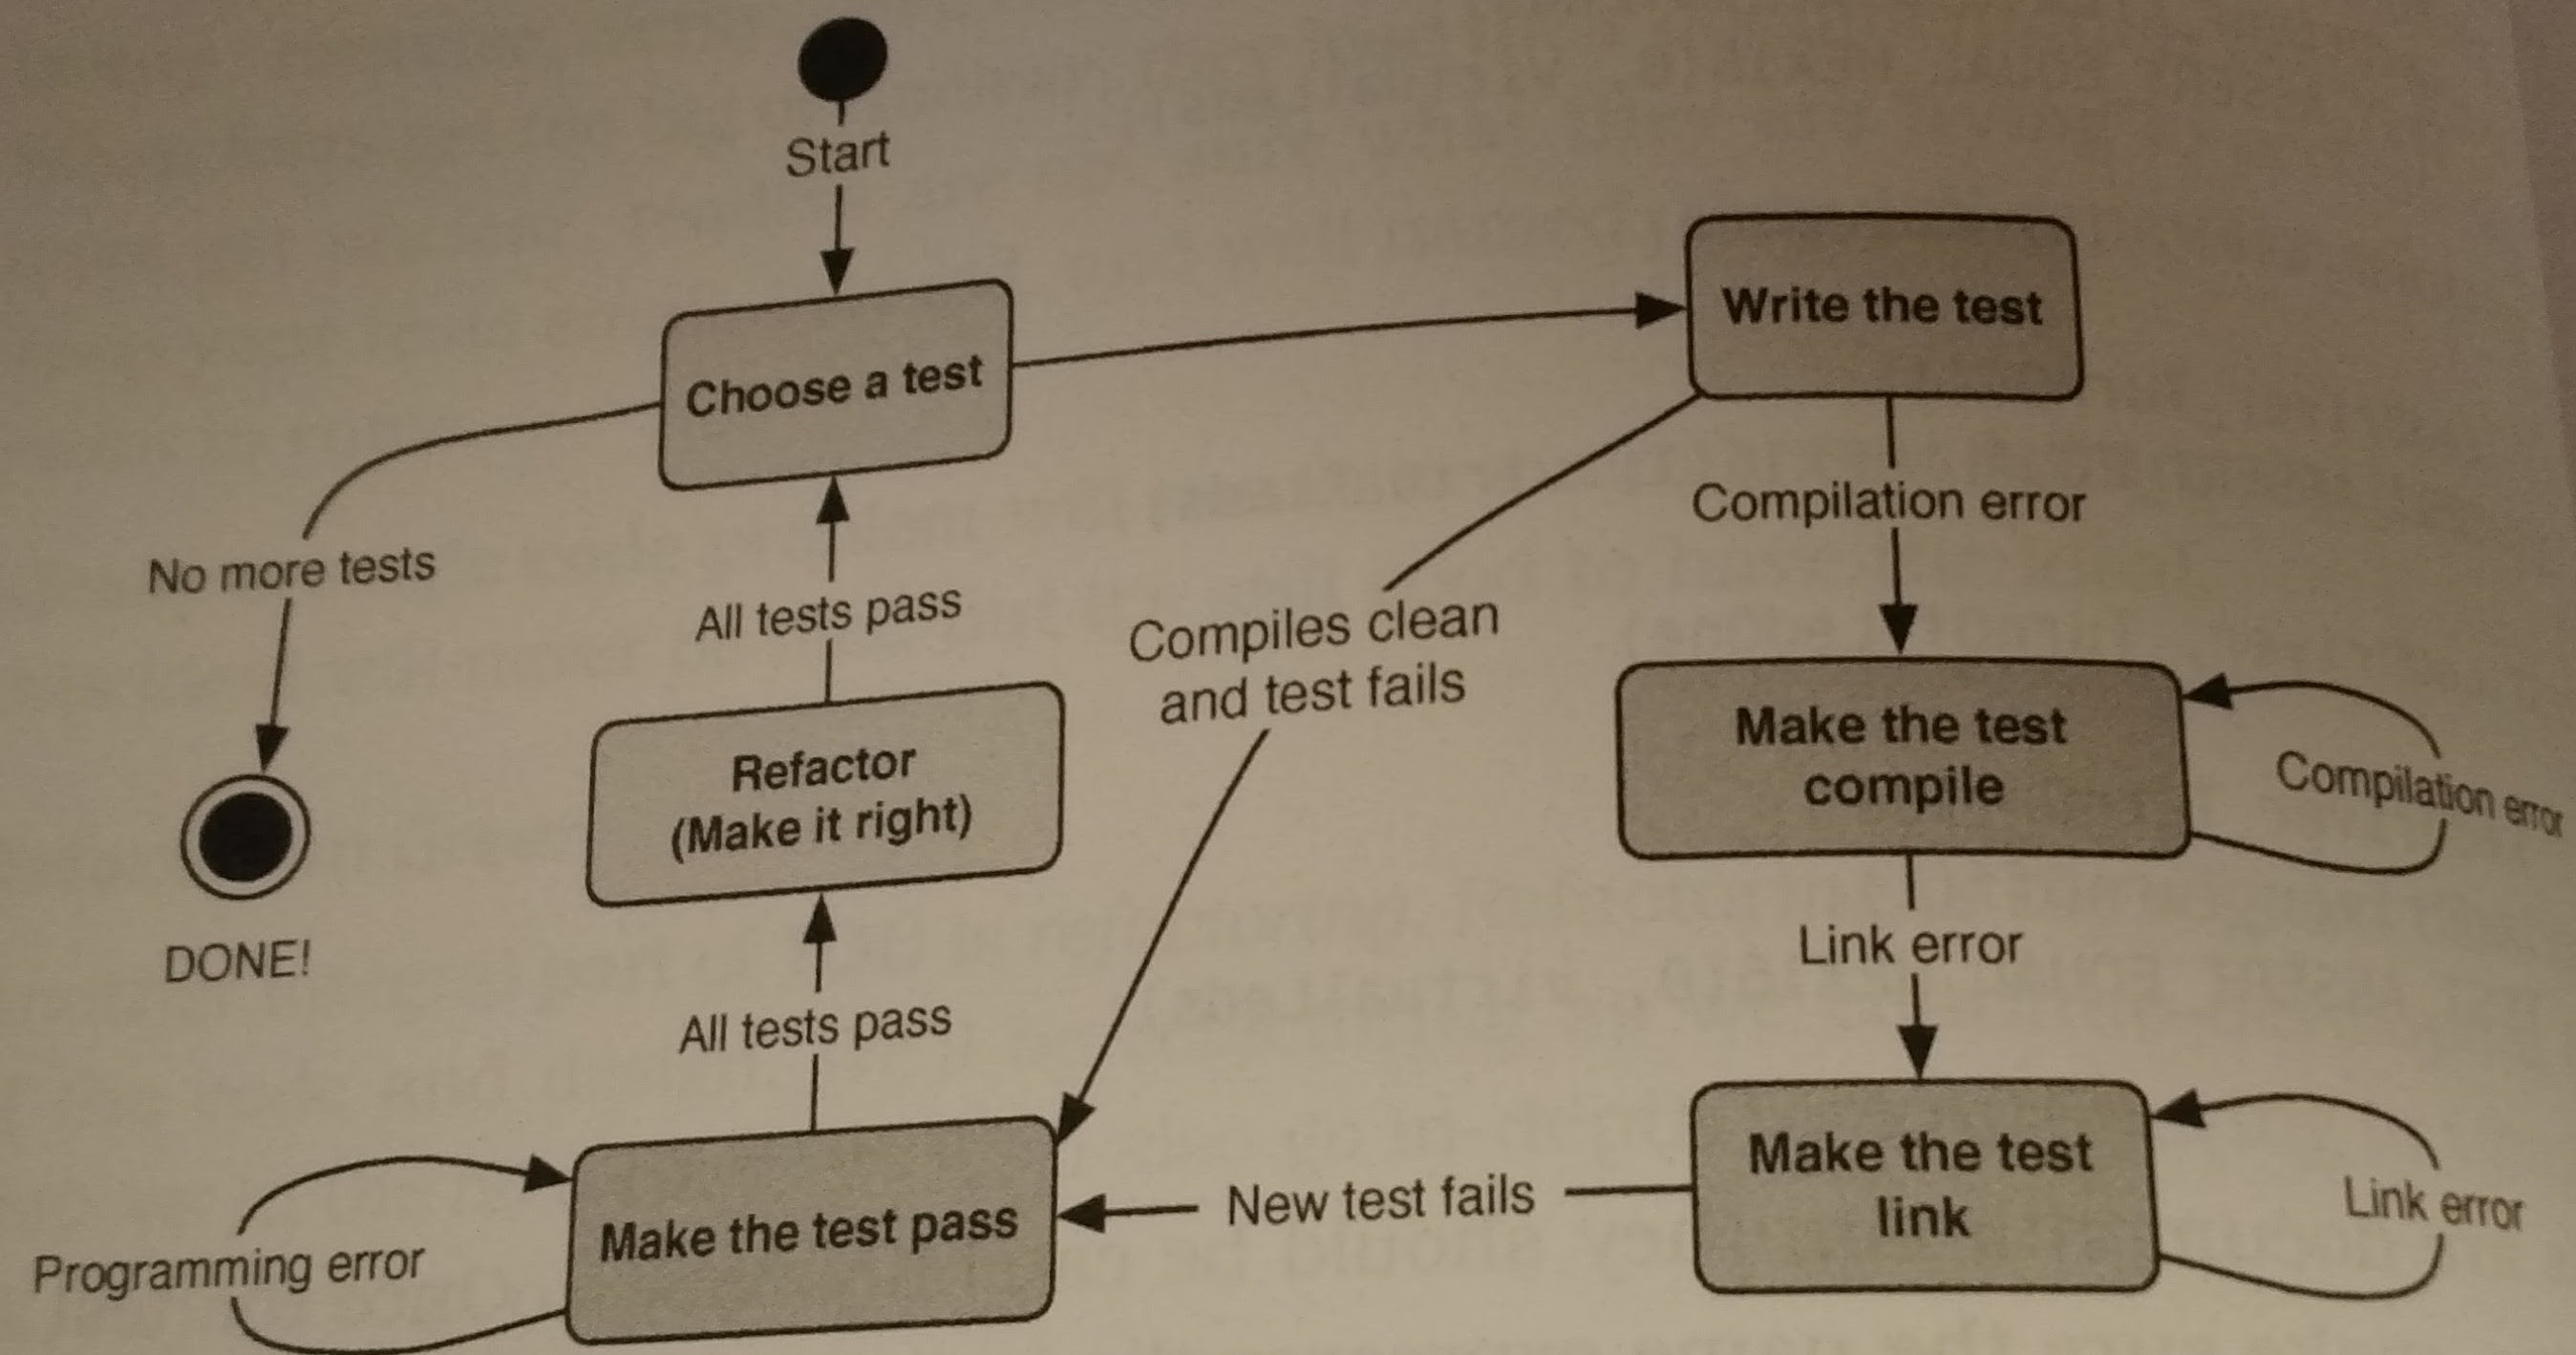 Start
Write the test
Choose a test
Compilation error
No more tests
All tests pass
Compiles clean
and test fails
Make the test
compile
Compilation error
Refactor
(Make it right)
DONE!
Link error
All tests pass
Make the test
link
Link error
New test fails
Make the test pass
Programming error